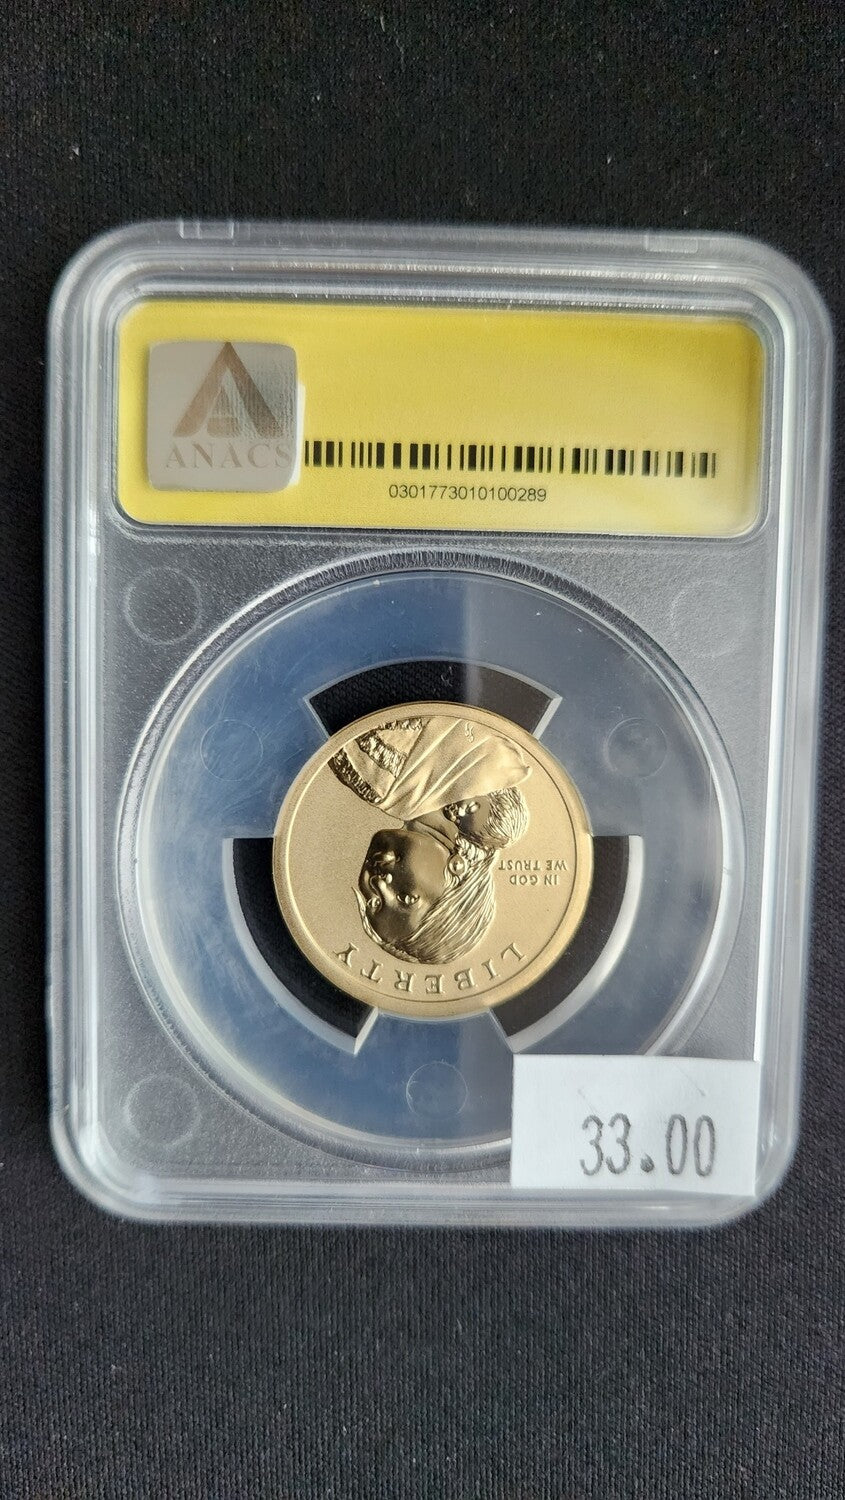 ANACS
0301773010100289
IN GOD
WE TRUST
LIBERTY
33.00